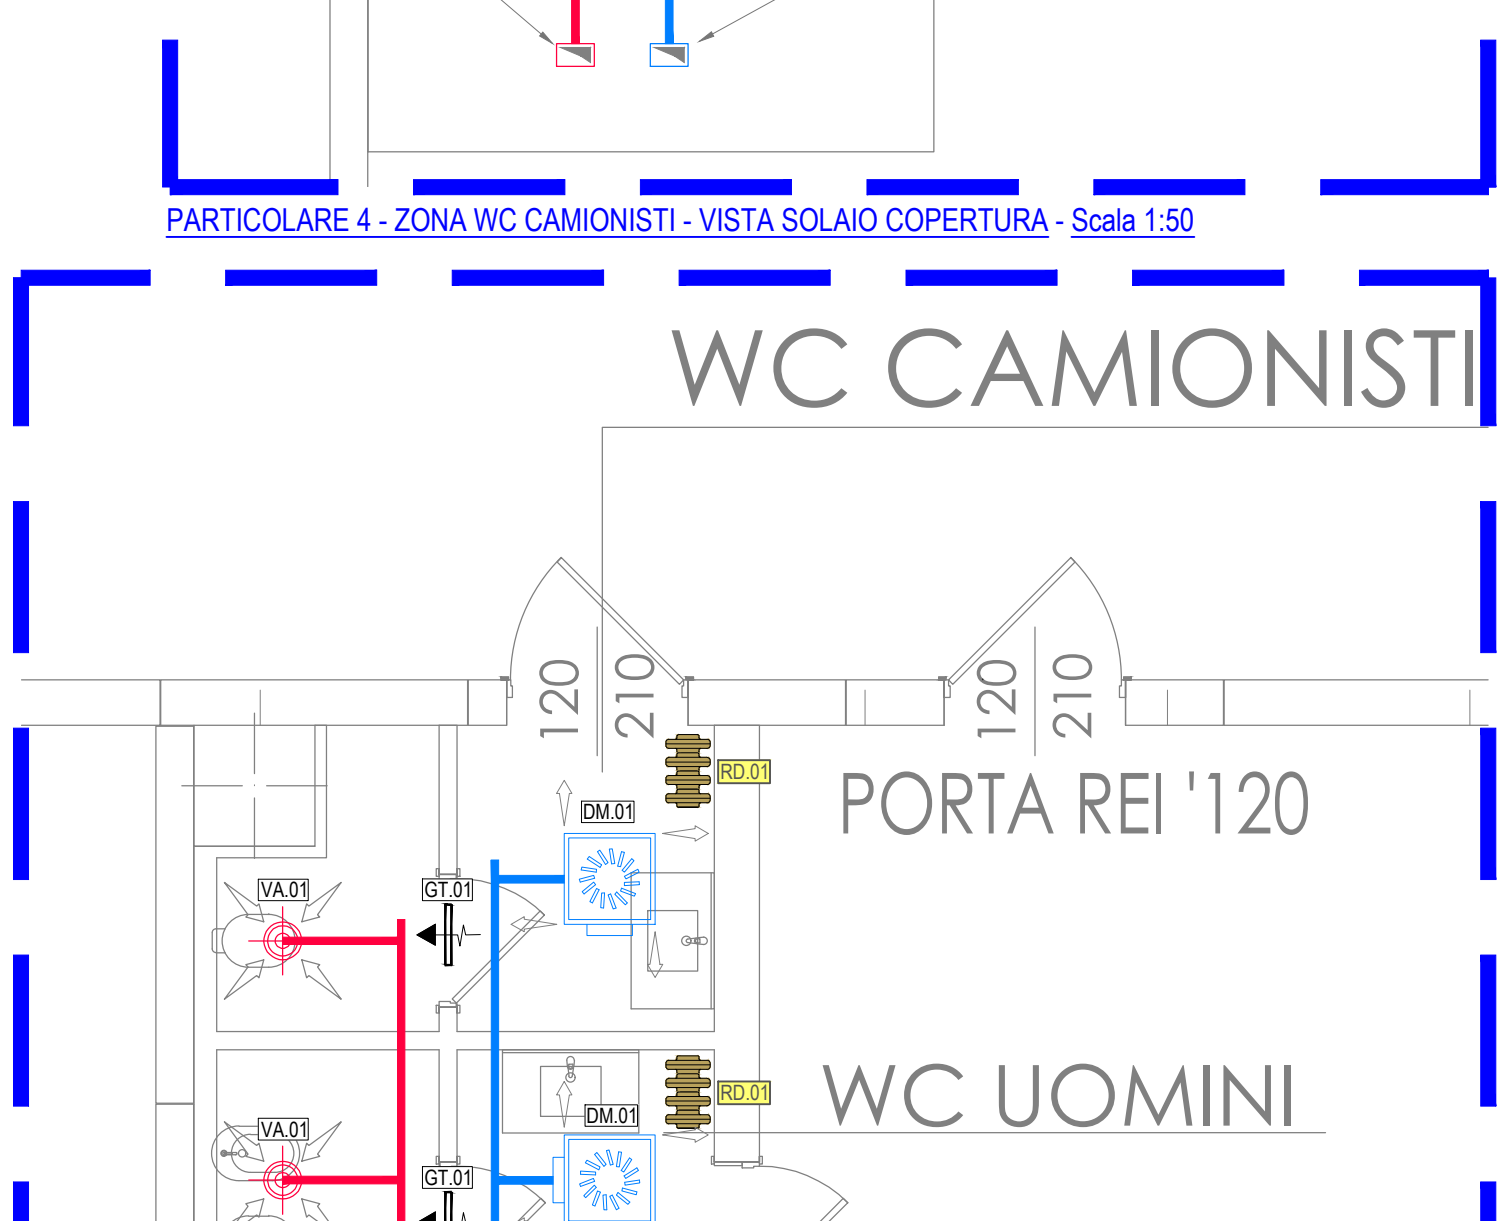 PARTICOLARE 4 - ZONA WC CAMIONISTI - VISTA SOLAIO COPERTURA - Scala 1:50
WC CAMIONISTI
120
210
120
210
RD.01
PORTA REI '120
DM.01
VA.01
GT.01
WC UOMINI
RD.01
DM.01
VA.01
GT.01